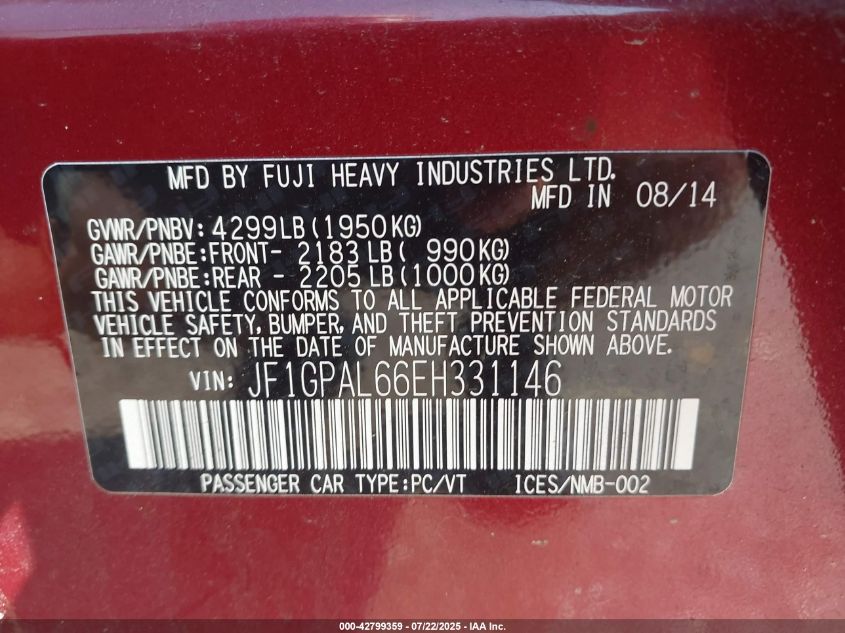 MFD BY FUJI HEAVY INDUSTRIES LTD.
MFD IN 08/14
GVWR/PNBV: 4299LB(1950KG)
GAWR/PNBE:FRONT- 2183LB( 990KG)
GAWR/PNBE:REAR - 2205LB(1000KG)
THIS VEHICLE CONFORMS TO ALL APPLICABLE FEDERAL MOTOR
VEHICLE SAFETY, BUMPER, AND THEFT PREVENTION STANDARDS
IN EFFECT ON THE DATE OF MANUFACTURE SHOWN ABOVE.
VIN: JF1GPAL66EH331146
PASSENGER CAR TYPE:PC/VT ICES/NMB-002
000-42799359 - 07/22/2025 - IAA Inc.